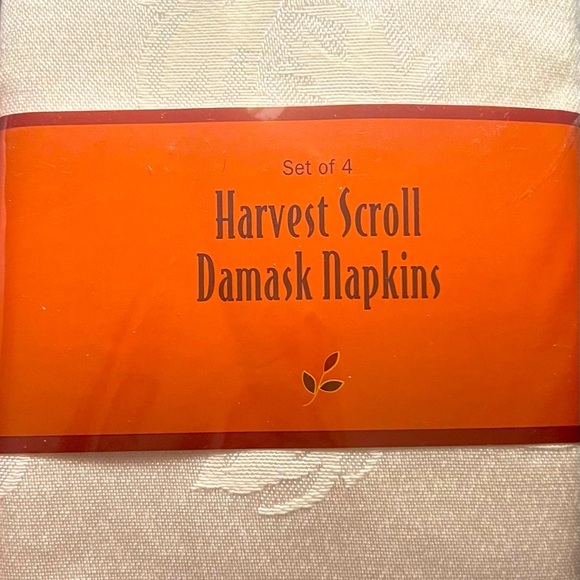 Set of 4
Harvest Scroll
Damask Napkins